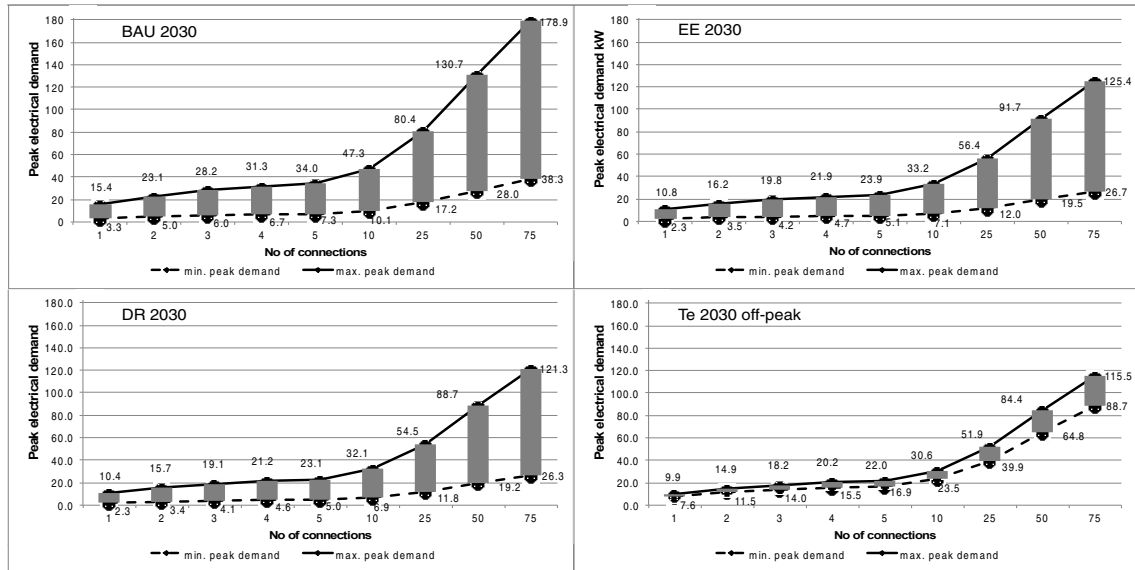 BAU 2030
Peak electrical demand
180
160
140
120
100
80
60
40
20
0
15.4 23.1 28.2 31.3 34.0 47.3 80.4 130.7 178.9
3.3 5.0 6.0 6.7 7.3 10.1 17.2 28.0 38.3
1 2 3 4 5 10 25 50 75
No of connections
min. peak demand max. peak demand
EE 2030
Peak electrical demand kW
180
160
140
120
100
80
60
40
20
0
10.8 16.2 19.8 21.9 23.9 33.2 56.4 91.7 125.4
2.3 3.5 4.2 4.7 5.1 7.1 12.0 19.5 26.7
1 2 3 4 5 10 25 50 75
No of connections
min. peak demand max. peak demand
DR 2030
Peak electrical demand
180.0
160.0
140.0
120.0
100.0
80.0
60.0
40.0
20.0
0.0
10.4 15.7 19.1 21.2 23.1 32.1 54.5 88.7 121.3
2.3 3.4 4.1 4.6 5.0 6.9 11.8 19.2 26.3
1 2 3 4 5 10 25 50 75
No of connections
min. peak demand max. peak demand
Te 2030 off-peak
Peak electrical demand
180.0
160.0
140.0
120.0
100.0
80.0
60.0
40.0
20.0
0.0
9.9 14.9 18.2 20.2 22.0 30.6 51.9 84.4 115.5
7.6 11.5 14.0 15.5 16.9 23.5 39.9 64.8 88.7
1 2 3 4 5 10 25 50 75
No of connections
min. peak demand max. peak demand